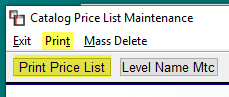 Catalog Price List Maintenance
Exit Print Mass Delete
Print Price List Level Name Mtc